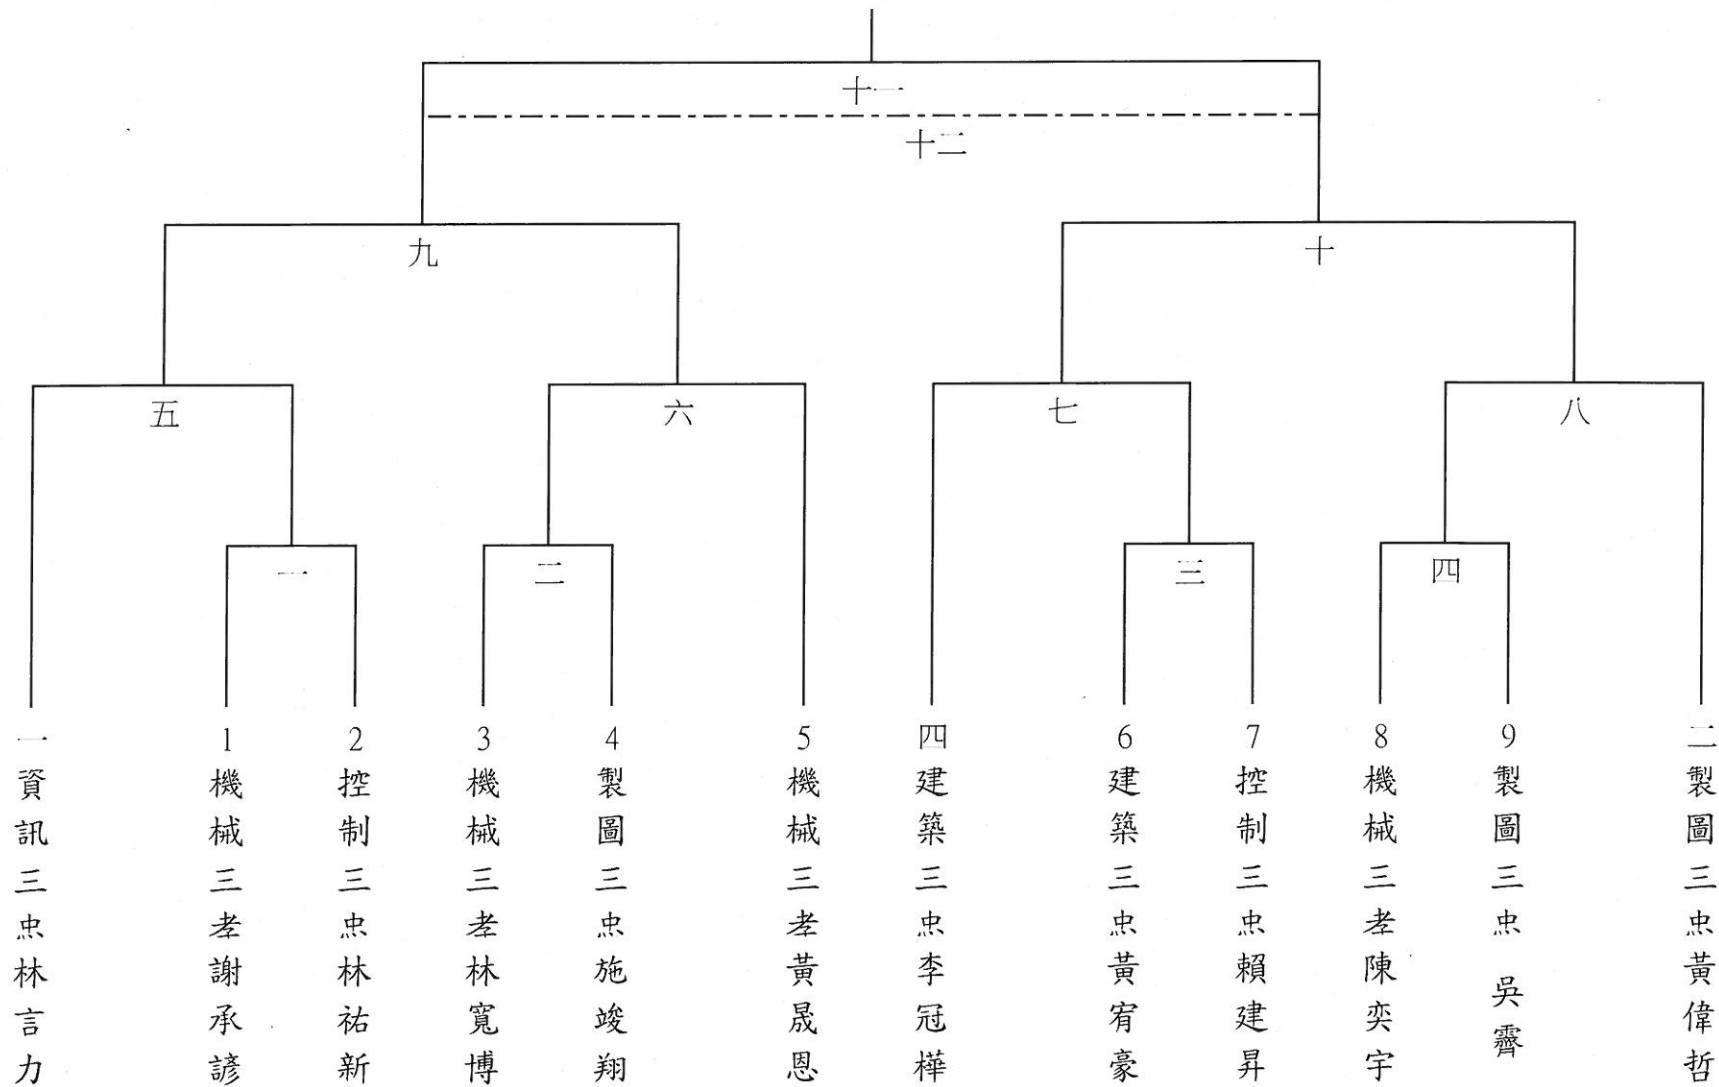 十一
十二
九
十
五
六
七
八
一
二
三
四
一資訊三忠林言力
1機械三孝謝承諺
2控制三忠林祐新
3機械三孝林寬博
4製圖三忠施竣翔
5機械三孝黃晟恩
四建築三忠李冠樺
6建築三忠黃宥豪
7控制三忠賴建昇
8機械三孝陳奕宇
9製圖三忠吳霽
二製圖三忠黃偉哲